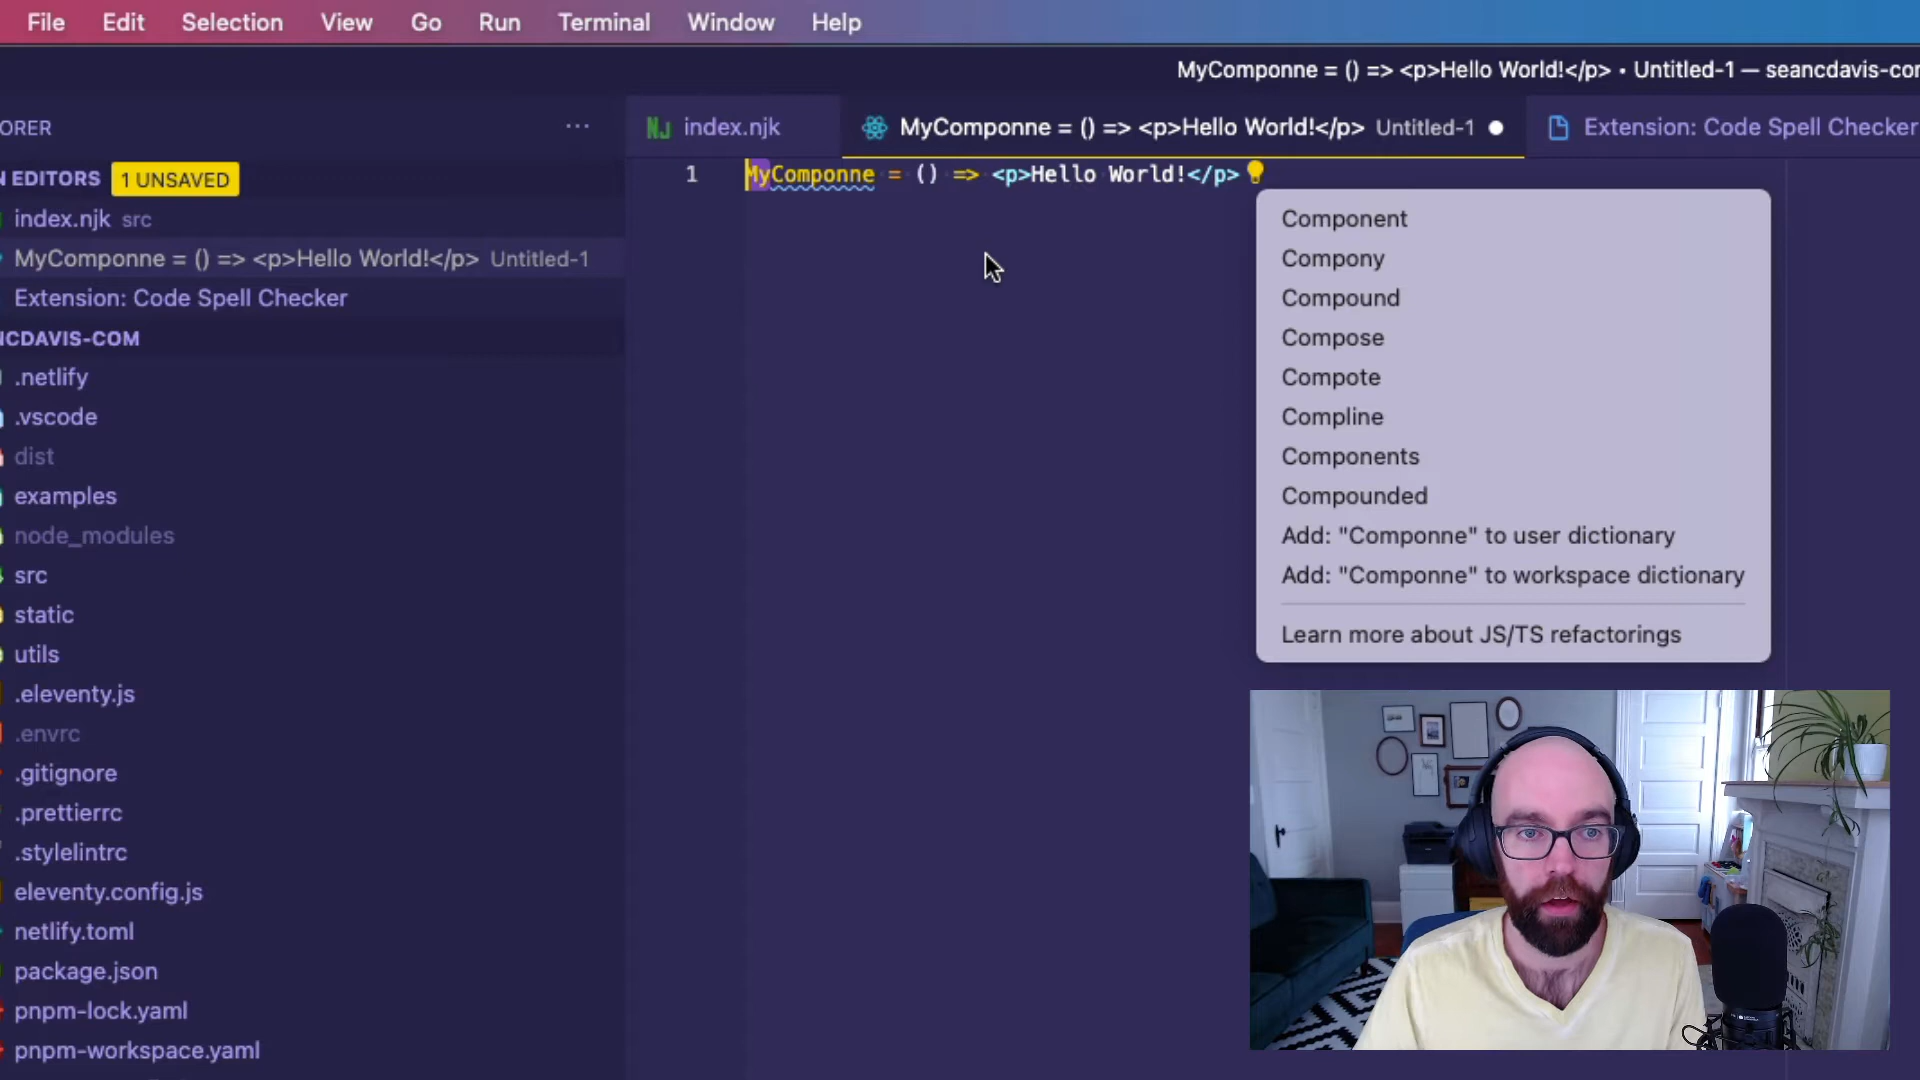 File Edit Selection View Go Run Terminal Window Help
MyComponne = () => <p>Hello World!</p> • Untitled-1 — seancdavis-cor
ORER ...
index.njk MyComponne = () => <p>Hello World!</p> Untitled-1 Extension: Code Spell Checker
N EDITORS 1 UNSAVED
index.njk src
MyComponne = () => <p>Hello World!</p> Untitled-1
Extension: Code Spell Checker
NCDAVIS-COM
.netlify
.vscode
dist
examples
node_modules
src
static
utils
.eleventy.js
.envrc
.gitignore
.prettierrc
.stylelintrc
eleventy.config.js
netlify.toml
package.json
pnpm-lock.yaml
pnpm-workspace.yaml
1 MyComponne = () => <p>Hello World!</p>
Component
Compony
Compound
Compose
Compote
Compline
Components
Compounded
Add: "Componne" to user dictionary
Add: "Componne" to workspace dictionary
Learn more about JS/TS refactorings